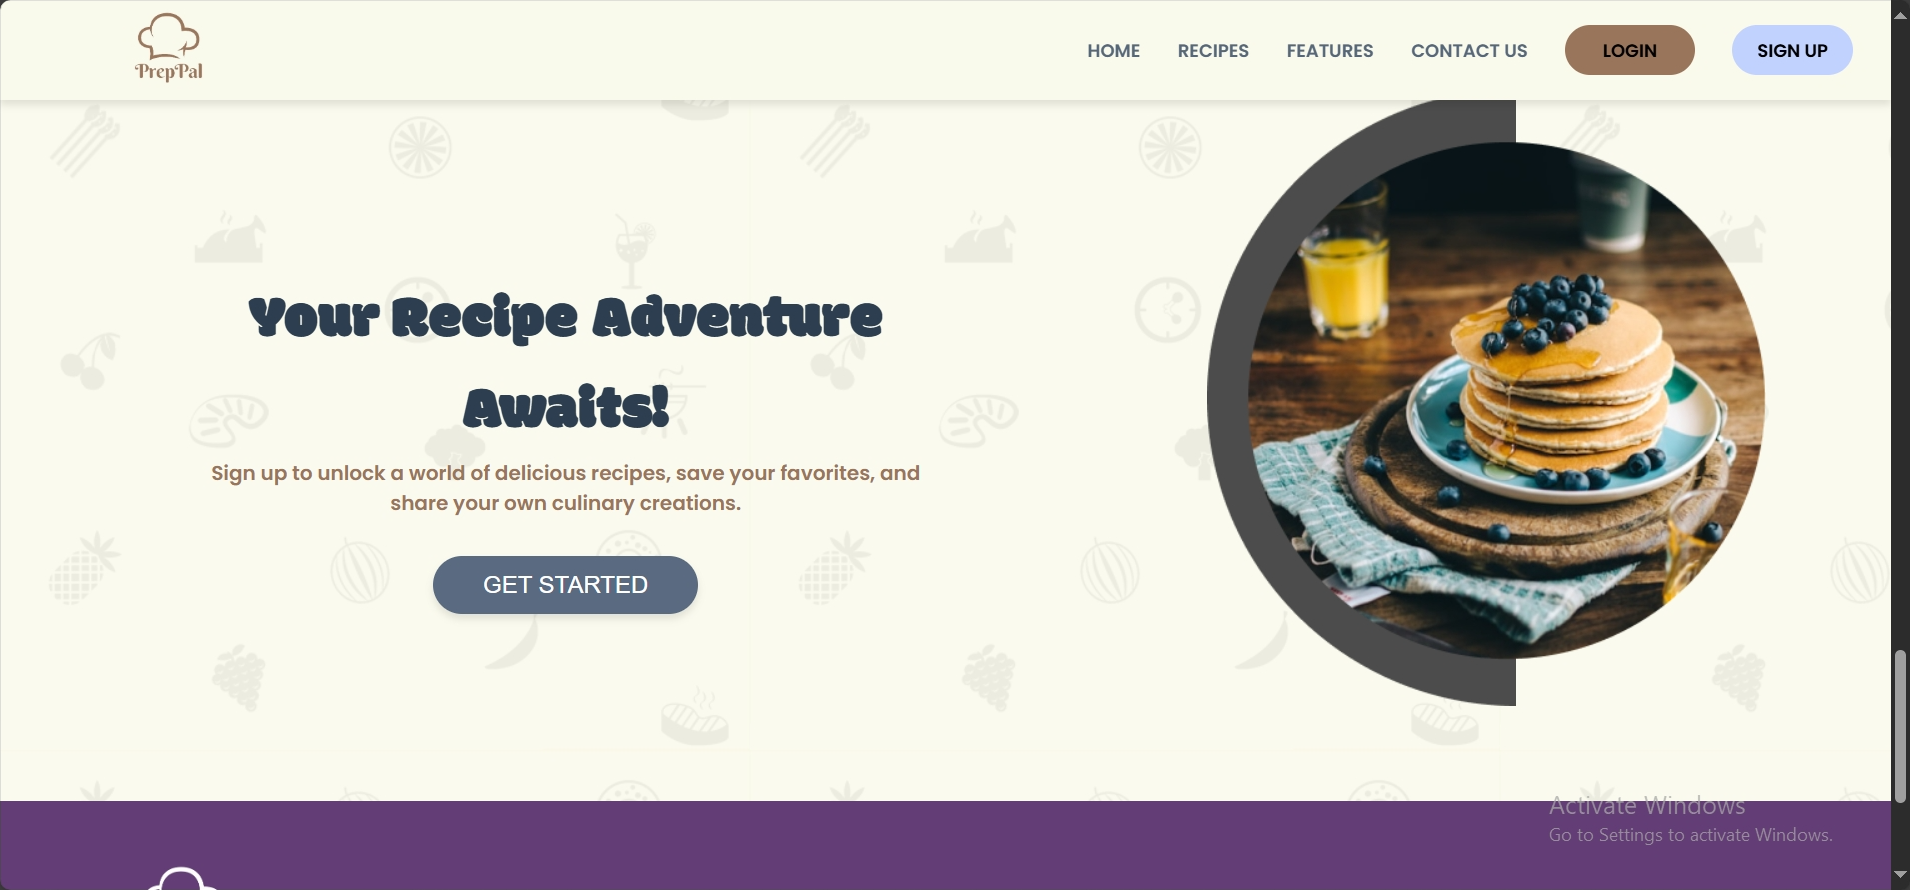 PrepPal
HOME
RECIPES
FEATURES
CONTACT US
LOGIN
SIGN UP
Your Recipe Adventure
Awaits!
Sign up to unlock a world of delicious recipes, save your favorites, and
share your own culinary creations.
GET STARTED
Activate Windows
Go to Settings to activate Windows.